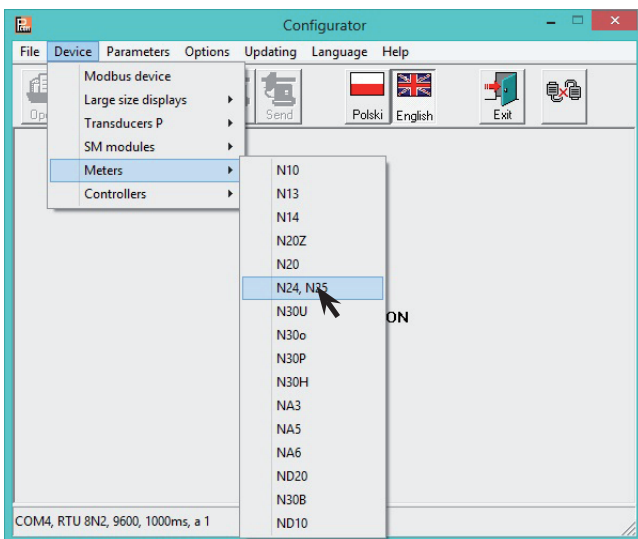 Configurator
File Device Parameters Options Updating Language Help
Send Polski English Exit
Modbus device
Large size displays
Transducers P
SM modules
Meters
Controllers
N10
N13
N14
N20Z
N20
N24, N25
N30U
N30o
N30P
N30H
NA3
NA5
NA6
ND20
N30B
ND10
ON
COM4, RTU 8N2, 9600, 1000ms, a 1